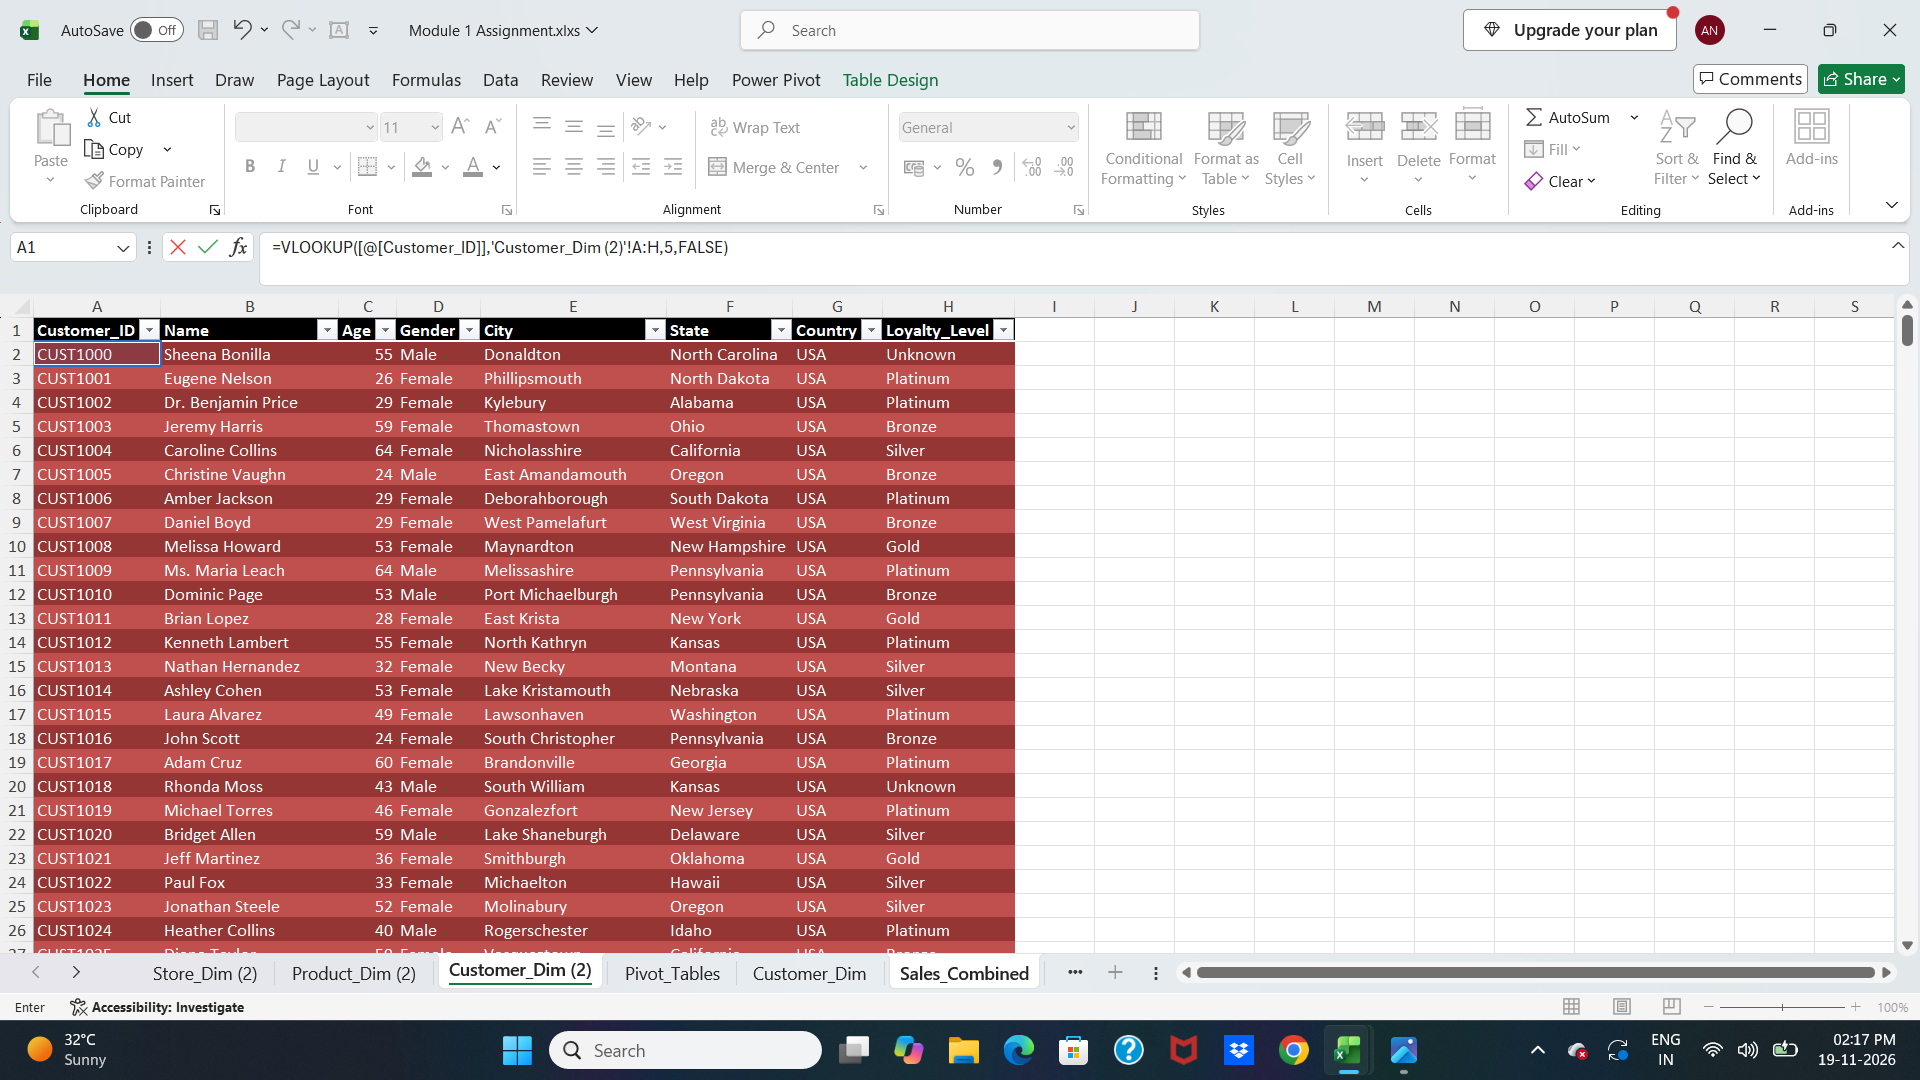 AutoSave Off Module 1 Assignment.xlxs Search Upgrade your plan AN
File Home Insert Draw Page Layout Formulas Data Review View Help Power Pivot Table Design Comments Share
Paste Cut Copy Format Painter
Clipboard
11
B I U A
Font
Wrap Text
Merge & Center
Alignment
General
Number
Conditional Formatting
Format as Table
Cell Styles
Styles
Insert Delete Format
Cells
AutoSum
Fill
Clear
Sort & Filter
Find & Select
Editing
Add-ins
Add-ins
A1 fx =VLOOKUP([@[Customer_ID]],'Customer_Dim (2)'!A:H,5,FALSE)
A B C D E F G H I J K L M N O P Q R S
1 Customer_ID Name Age Gender City State Country Loyalty_Level
2 CUST1000 Sheena Bonilla 55 Male Donaldton North Carolina USA Unknown
3 CUST1001 Eugene Nelson 26 Female Phillipsmouth North Dakota USA Platinum
4 CUST1002 Dr. Benjamin Price 29 Female Kylebury Alabama USA Platinum
5 CUST1003 Jeremy Harris 59 Female Thomastown Ohio USA Bronze
6 CUST1004 Caroline Collins 64 Female Nicholasshire California USA Silver
7 CUST1005 Christine Vaughn 24 Male East Amandamouth Oregon USA Bronze
8 CUST1006 Amber Jackson 29 Female Deborahborough South Dakota USA Platinum
9 CUST1007 Daniel Boyd 29 Female West Pamelafurt West Virginia USA Bronze
10 CUST1008 Melissa Howard 53 Female Maynardton New Hampshire USA Gold
11 CUST1009 Ms. Maria Leach 64 Male Melissashire Pennsylvania USA Platinum
12 CUST1010 Dominic Page 53 Male Port Michaelburgh Pennsylvania USA Bronze
13 CUST1011 Brian Lopez 28 Female East Krista New York USA Gold
14 CUST1012 Kenneth Lambert 55 Female North Kathryn Kansas USA Platinum
15 CUST1013 Nathan Hernandez 32 Female New Becky Montana USA Silver
16 CUST1014 Ashley Cohen 53 Female Lake Kristamouth Nebraska USA Silver
17 CUST1015 Laura Alvarez 49 Female Lawsonhaven Washington USA Platinum
18 CUST1016 John Scott 24 Female South Christopher Pennsylvania USA Bronze
19 CUST1017 Adam Cruz 60 Female Brandonville Georgia USA Platinum
20 CUST1018 Rhonda Moss 43 Male South William Kansas USA Unknown
21 CUST1019 Michael Torres 46 Female Gonzalezfort New Jersey USA Platinum
22 CUST1020 Bridget Allen 59 Male Lake Shaneburgh Delaware USA Silver
23 CUST1021 Jeff Martinez 36 Female Smithburgh Oklahoma USA Gold
24 CUST1022 Paul Fox 33 Female Michaelton Hawaii USA Silver
25 CUST1023 Jonathan Steele 52 Female Molinabury Oregon USA Silver
26 CUST1024 Heather Collins 40 Male Rogerschester Idaho USA Platinum
Store_Dim (2) Product_Dim (2) Customer_Dim (2) Pivot_Tables Customer_Dim Sales_Combined
Enter Accessibility: Investigate 100%
32°C
Sunny
Search
ENG
IN
02:17 PM
19-11-2026